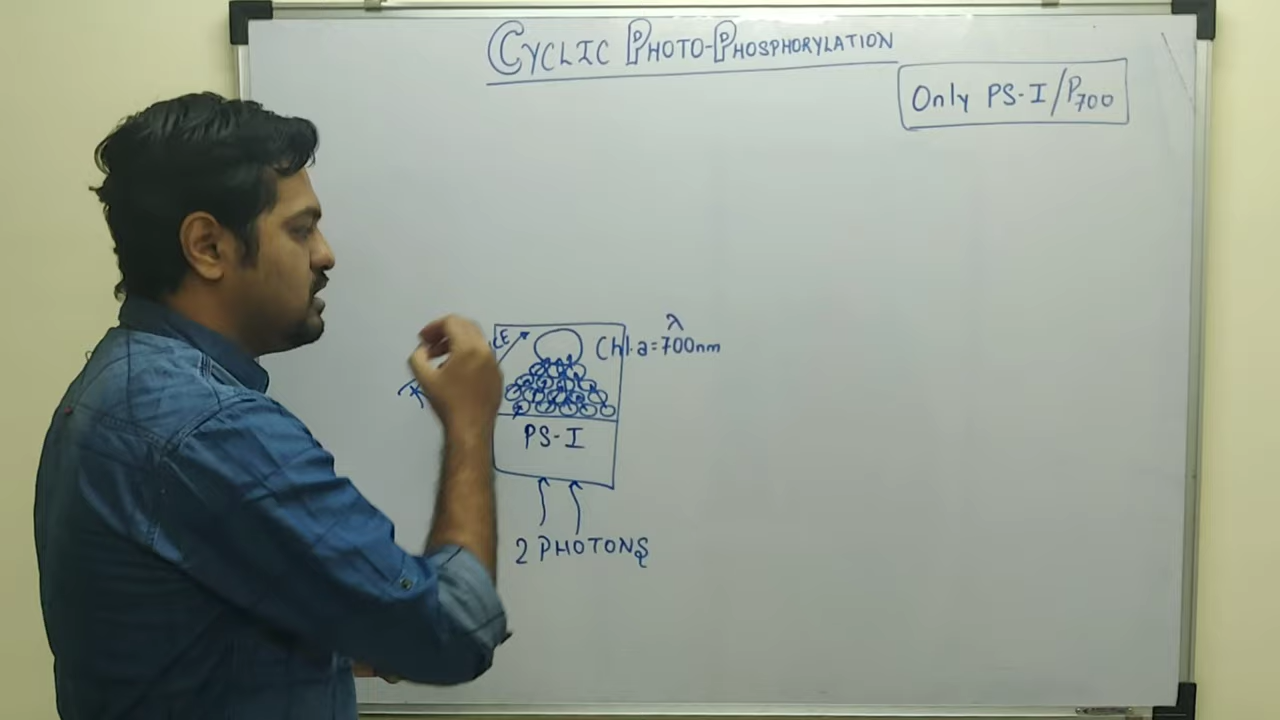 CYCLIC PHOTO-PHOSPHORYLATION
Only PS-I/P700
λ
Chl.a=700nm
PS-I
2 PHOTONS